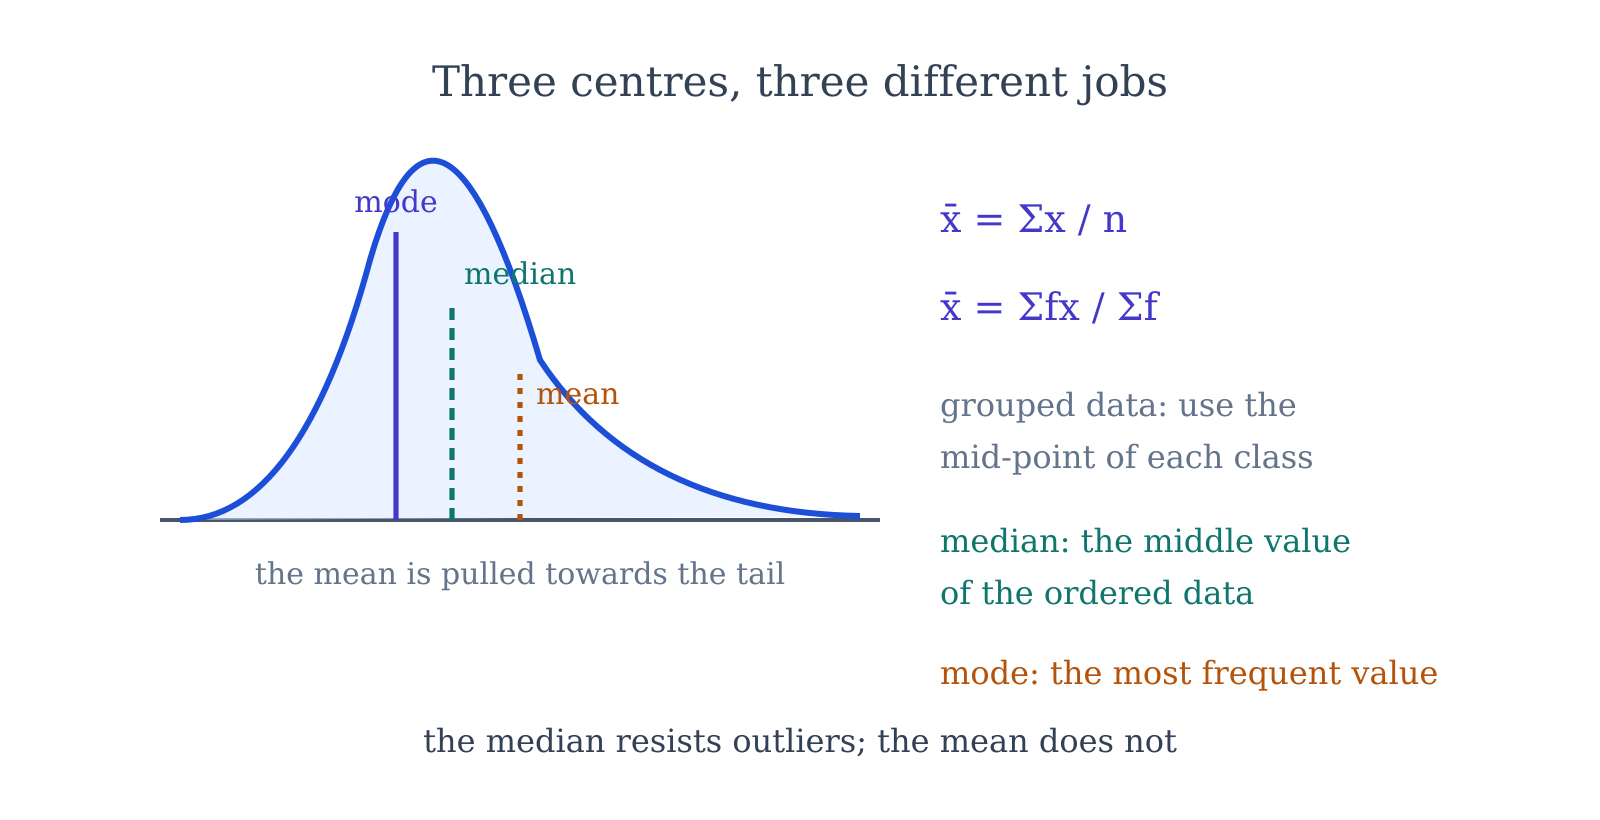 Three centres, three different jobs
mode
median
mean
the mean is pulled towards the tail
x̄ = Σx / n
x̄ = Σfx / Σf
grouped data: use the
mid-point of each class
median: the middle value
of the ordered data
mode: the most frequent value
the median resists outliers; the mean does not